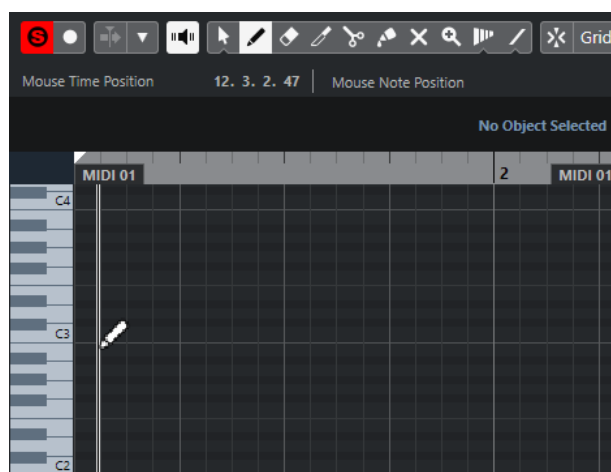 S
Grid
Mouse Time Position 12. 3. 2. 47 Mouse Note Position
No Object Selected
MIDI 01 2 MIDI 01
C4
C3
C2